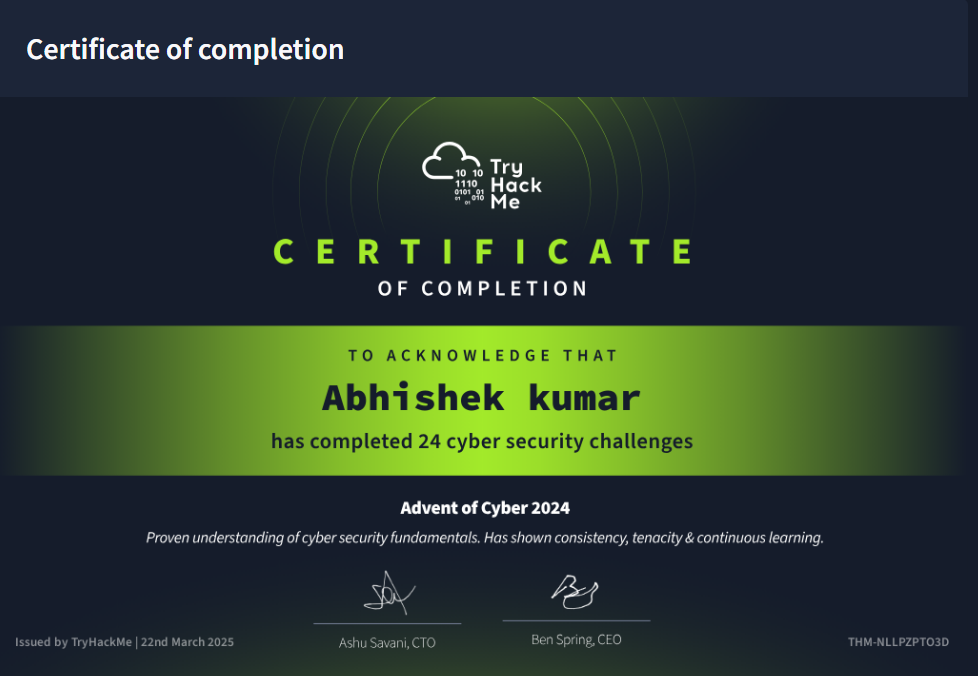 Certificate of completion
10 10
1110
0101 01
01 010
01
Try
Hack
Me
CERTIFICATE
OF COMPLETION
TO ACKNOWLEDGE THAT
Abhishek kumar
has completed 24 cyber security challenges
Advent of Cyber 2024
Proven understanding of cyber security fundamentals. Has shown consistency, tenacity & continuous learning.
Ashu Savani, CTO
Ben Spring, CEO
Issued by TryHackMe | 22nd March 2025
THM-NLLPZPTO3D